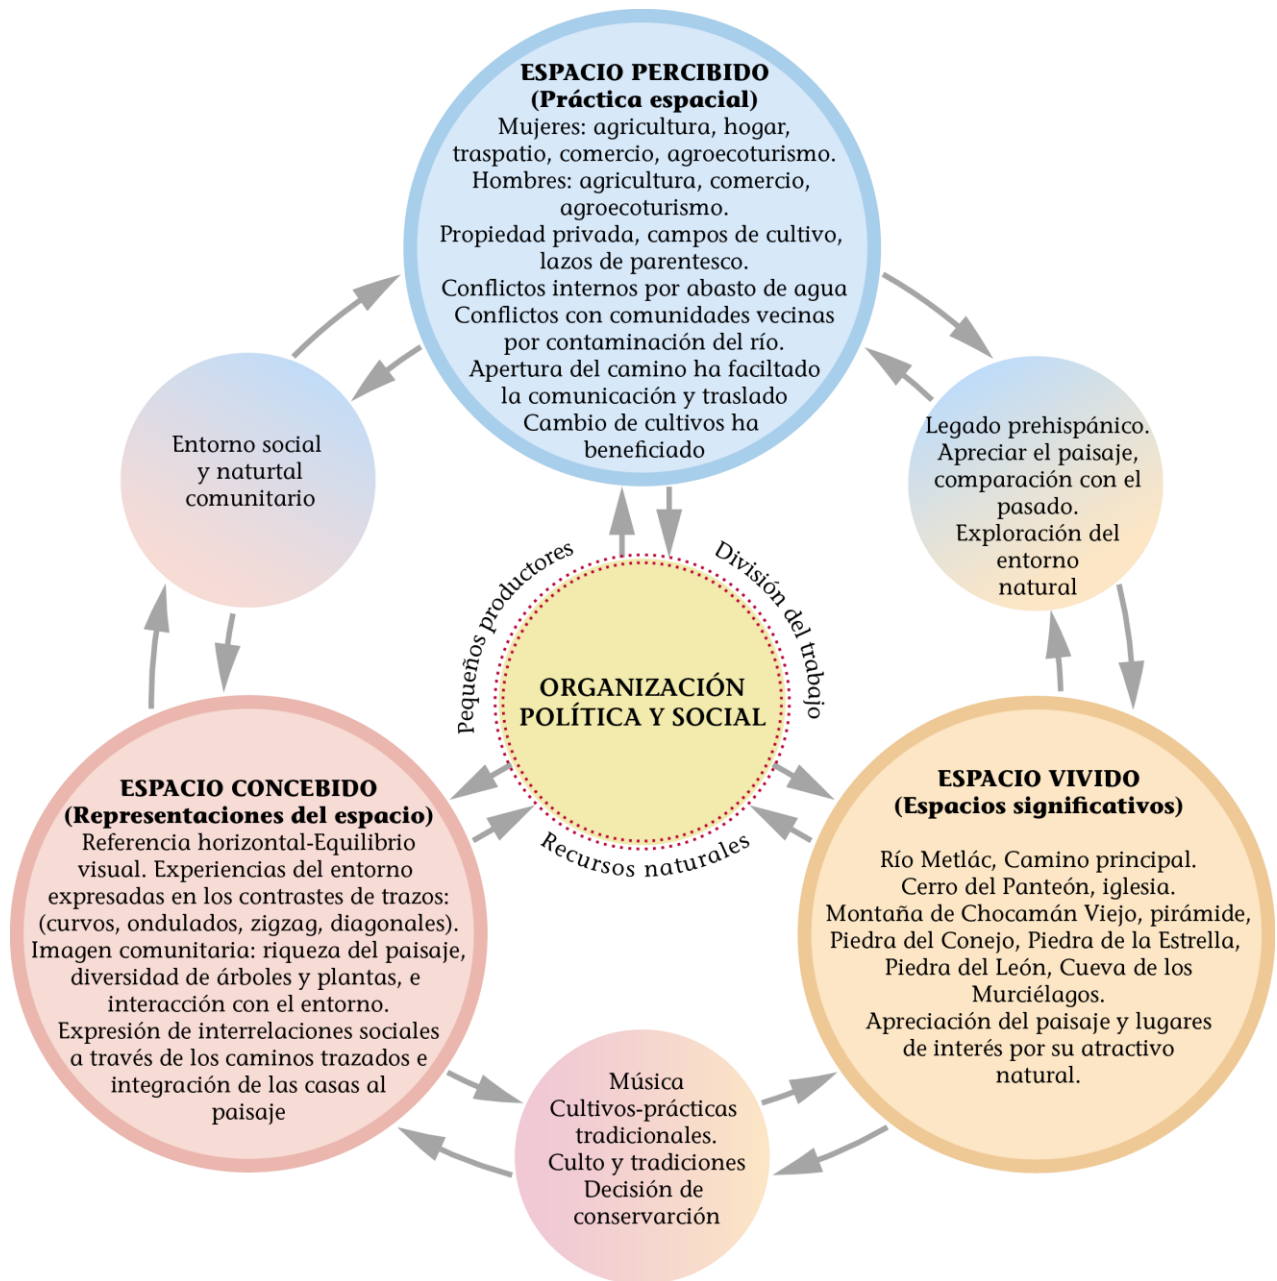 ESPACIO PERCIBIDO
(Práctica espacial)
Mujeres: agricultura, hogar,
traspatio, comercio, agroecoturismo.
Hombres: agricultura, comercio,
agroecoturismo.
Propiedad privada, campos de cultivo,
lazos de parentesco.
Conflictos internos por abasto de agua
Conflictos con comunidades vecinas
por contaminación del río.
Apertura del camino ha faciltado
la comunicación y traslado
Cambio de cultivos ha
beneficiado
Entorno social
y naturtal
comunitario
Legado prehispánico.
Apreciar el paisaje,
comparación con el
pasado.
Exploración del
entorno
natural
Pequeños productores
División del trabajo
ORGANIZACIÓN
POLÍTICA Y SOCIAL
Recursos naturales
ESPACIO CONCEBIDO
(Representaciones del espacio)
Referencia horizontal-Equilibrio
visual. Experiencias del entorno
expresadas en los contrastes de trazos:
(curvos, ondulados, zigzag, diagonales).
Imagen comunitaria: riqueza del paisaje,
diversidad de árboles y plantas, e
interacción con el entorno.
Expresión de interrelaciones sociales
a través de los caminos trazados e
integración de las casas al
paisaje
ESPACIO VIVIDO
(Espacios significativos)
Río Metlác, Camino principal.
Cerro del Panteón, iglesia.
Montaña de Chocamán Viejo, pirámide,
Piedra del Conejo, Piedra de la Estrella,
Piedra del León, Cueva de los
Murciélagos.
Apreciación del paisaje y lugares
de interés por su atractivo
natural.
Música
Cultivos-prácticas
tradicionales.
Culto y tradiciones
Decisión de
conservarción